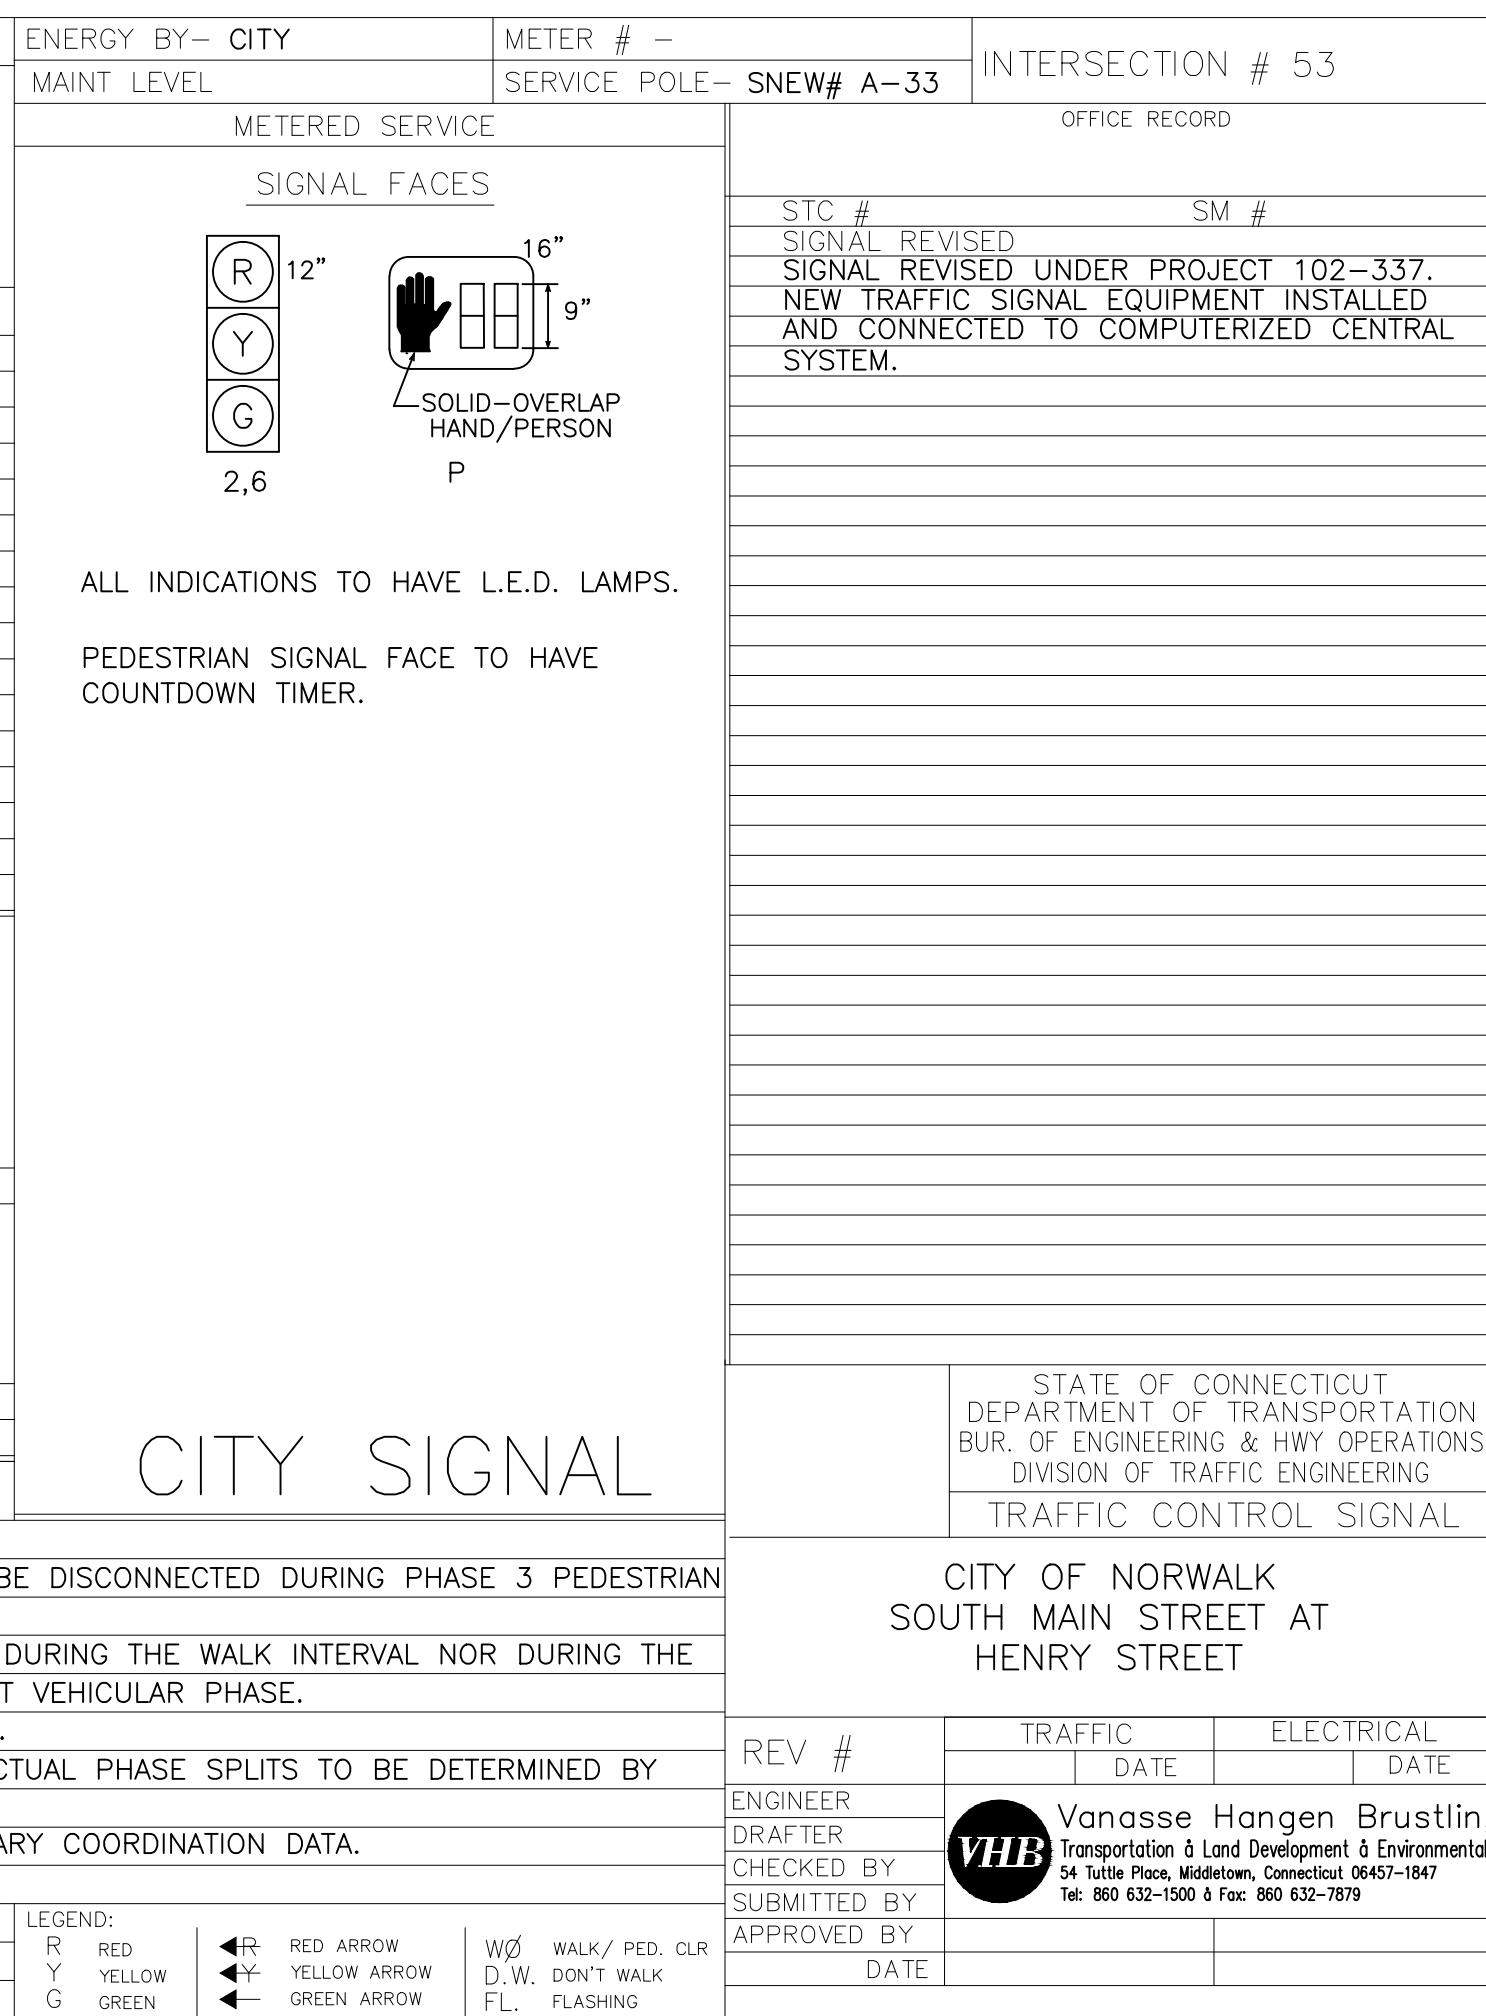 ENERGY BY- CITY
METER # -
INTERSECTION # 53
MAINT LEVEL
SERVICE POLE- SNEW# A-33
METERED SERVICE
SIGNAL FACES
R
12"
Y
G
2,6
16"
9"
SOLID-OVERLAP
HAND/PERSON
P
ALL INDICATIONS TO HAVE L.E.D. LAMPS.
PEDESTRIAN SIGNAL FACE TO HAVE
COUNTDOWN TIMER.
CITY SIGNAL
OFFICE RECORD
STC # SM #
SIGNAL REVISED
SIGNAL REVISED UNDER PROJECT 102-337.
NEW TRAFFIC SIGNAL EQUIPMENT INSTALLED
AND CONNECTED TO COMPUTERIZED CENTRAL
SYSTEM.
BE DISCONNECTED DURING PHASE 3 PEDESTRIAN
DURING THE WALK INTERVAL NOR DURING THE
T VEHICULAR PHASE.
.
CTUAL PHASE SPLITS TO BE DETERMINED BY
ARY COORDINATION DATA.
LEGEND:
R RED
Y YELLOW
G GREEN
R RED ARROW
Y YELLOW ARROW
GREEN ARROW
WØ WALK/ PED. CLR
D.W. DON'T WALK
FL. FLASHING
STATE OF CONNECTICUT
DEPARTMENT OF TRANSPORTATION
BUR. OF ENGINEERING & HWY OPERATIONS
DIVISION OF TRAFFIC ENGINEERING
TRAFFIC CONTROL SIGNAL
CITY OF NORWALK
SOUTH MAIN STREET AT
HENRY STREET
REV #
TRAFFIC
ELECTRICAL
DATE
DATE
ENGINEER
DRAFTER
CHECKED BY
SUBMITTED BY
APPROVED BY
DATE
VHB
Vanasse Hangen Brustlin,
Transportation å Land Development å Environmental
54 Tuttle Place, Middletown, Connecticut 06457-1847
Tel: 860 632-1500 å Fax: 860 632-7879